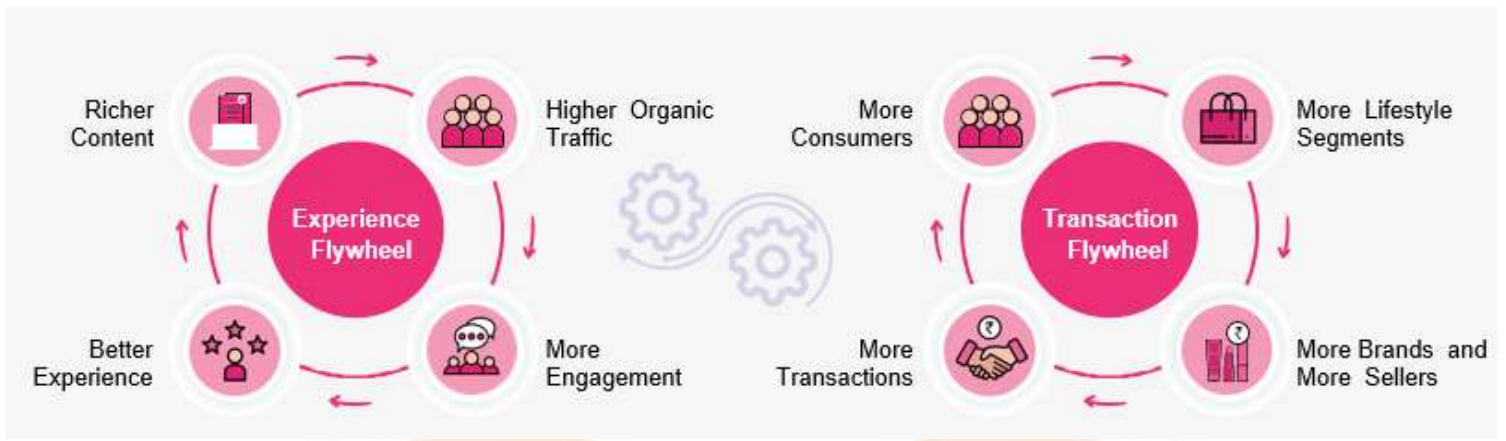 Richer
Content
Higher Organic
Traffic
Experience
Flywheel
Better
Experience
More
Engagement
More
Consumers
More Lifestyle
Segments
Transaction
Flywheel
More
Transactions
₹
₹
More Brands and
More Sellers